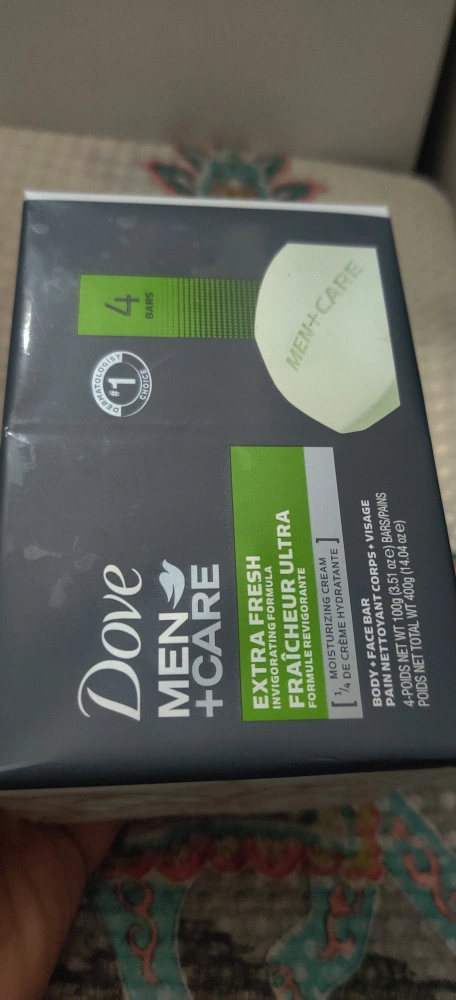 Dove
MEN
+CARE
#1
DERMATOLOGIST
CHOICE
4
BARS
EXTRA FRESH
INVIGORATING FORMULA
FRAÎCHEUR ULTRA
FORMULE REVIGORANTE
[ MOISTURIZING CREAM ]
1/4 DE CRÈME HYDRATANTE
MEN+CARE
BODY+FACE BAR
PAIN NETTOYANT CORPS+VISAGE
4-POIDS NET WT 100g (3.51 oz e) BARS/PAINS
POIDS NET TOTAL WT 400g (14.04 oz e)